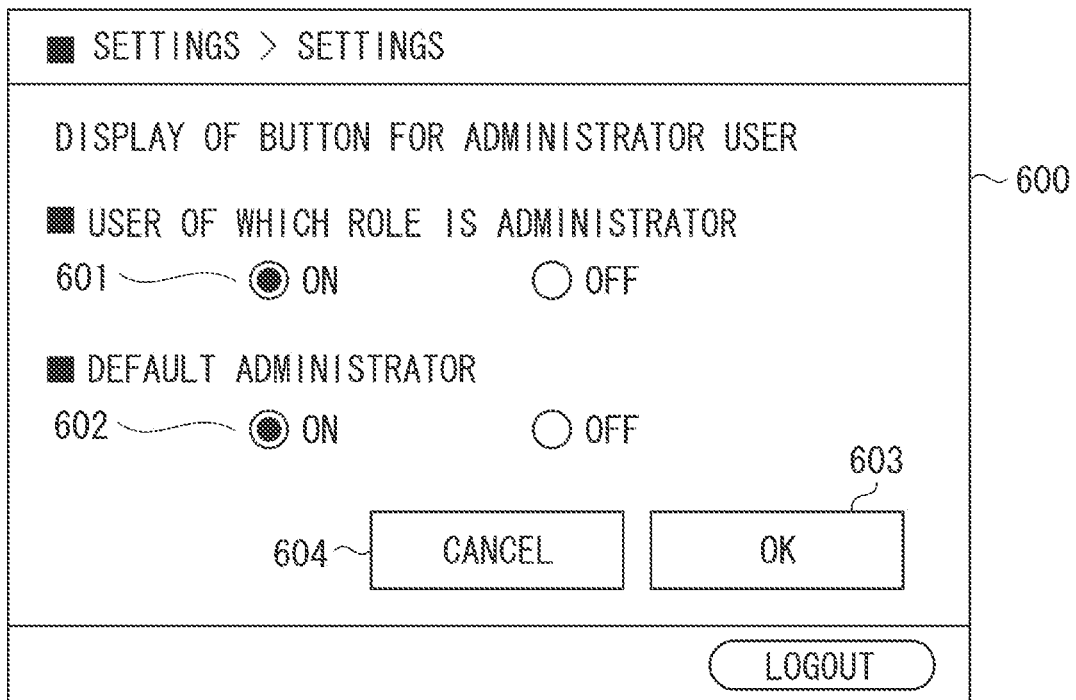 ■ SETTINGS > SETTINGS
DISPLAY OF BUTTON FOR ADMINISTRATOR USER
600
■ USER OF WHICH ROLE IS ADMINISTRATOR
601 ON OFF
■ DEFAULT ADMINISTRATOR
602 ON OFF
603
604 CANCEL OK
LOGOUT